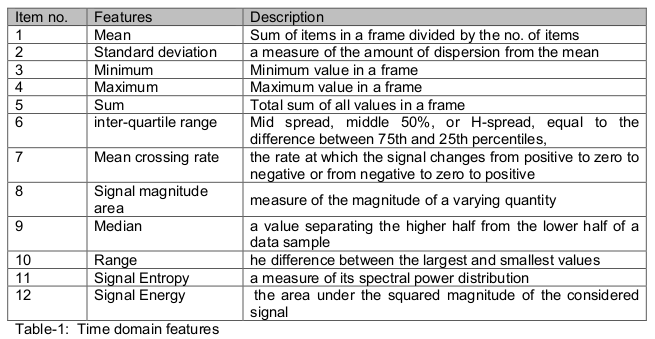 Item no. Features Description
1 Mean Sum of items in a frame divided by the no. of items
2 Standard deviation a measure of the amount of dispersion from the mean
3 Minimum Minimum value in a frame
4 Maximum Maximum value in a frame
5 Sum Total sum of all values in a frame
6 inter-quartile range Mid spread, middle 50%, or H-spread, equal to the
difference between 75th and 25th percentiles,
7 Mean crossing rate the rate at which the signal changes from positive to zero to
negative or from negative to zero to positive
8 Signal magnitude
area measure of the magnitude of a varying quantity
9 Median a value separating the higher half from the lower half of a
data sample
10 Range he difference between the largest and smallest values
11 Signal Entropy a measure of its spectral power distribution
12 Signal Energy the area under the squared magnitude of the considered
signal
Table-1: Time domain features